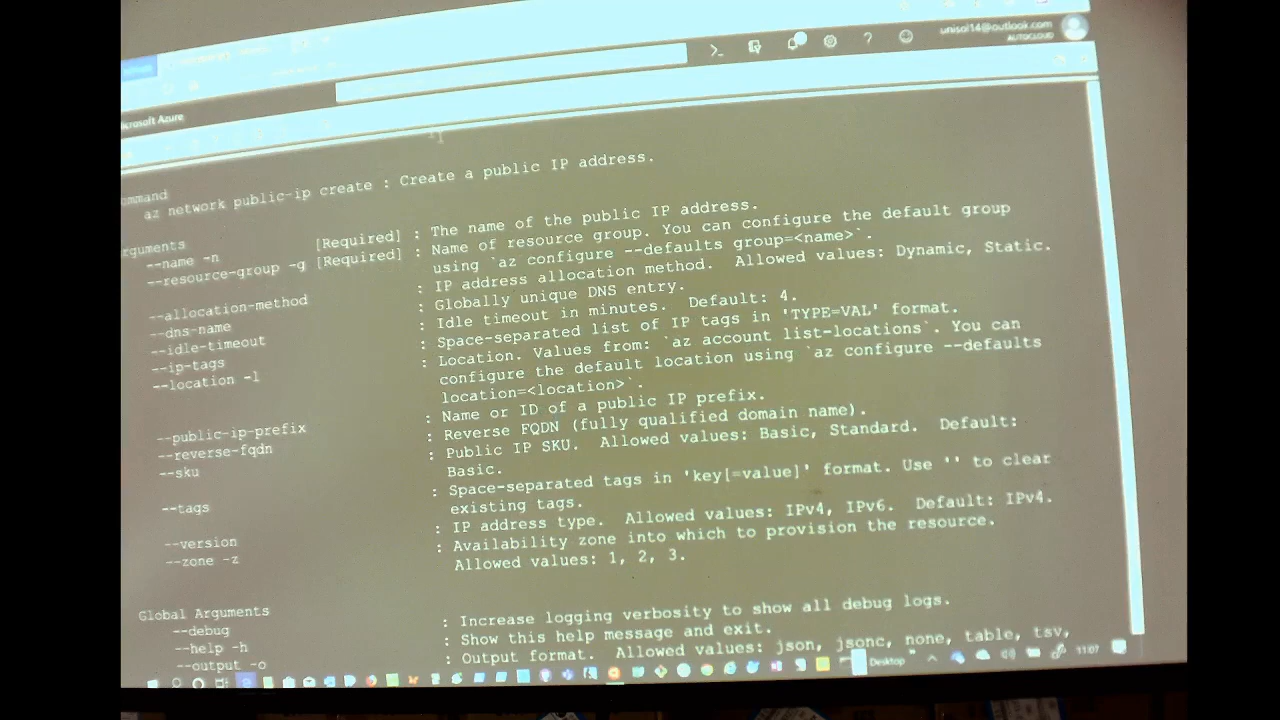 unisol14@outlook.com
AUTOCLOUD
icrosoft Azure
ommand
az network public-ip create : Create a public IP address.
rguments
--name -n [Required] : The name of the public IP address.
--resource-group -g [Required] : Name of resource group. You can configure the default group
using `az configure --defaults group=<name>`.
--allocation-method : IP address allocation method. Allowed values: Dynamic, Static.
--dns-name : Globally unique DNS entry.
--idle-timeout : Idle timeout in minutes. Default: 4.
--ip-tags : Space-separated list of IP tags in 'TYPE=VAL' format.
--location -l : Location. Values from: `az account list-locations`. You can
configure the default location using `az configure --defaults
location=<location>`.
--public-ip-prefix : Name or ID of a public IP prefix.
--reverse-fqdn : Reverse FQDN (fully qualified domain name).
--sku : Public IP SKU. Allowed values: Basic, Standard. Default:
Basic.
--tags : Space-separated tags in 'key[=value]' format. Use '' to clear
existing tags.
--version : IP address type. Allowed values: IPv4, IPv6. Default: IPv4.
--zone -z : Availability zone into which to provision the resource.
Allowed values: 1, 2, 3.
Global Arguments
--debug : Increase logging verbosity to show all debug logs.
--help -h : Show this help message and exit.
--output -o : Output format. Allowed values: json, jsonc, none, table, tsv,
Desktop
11:07